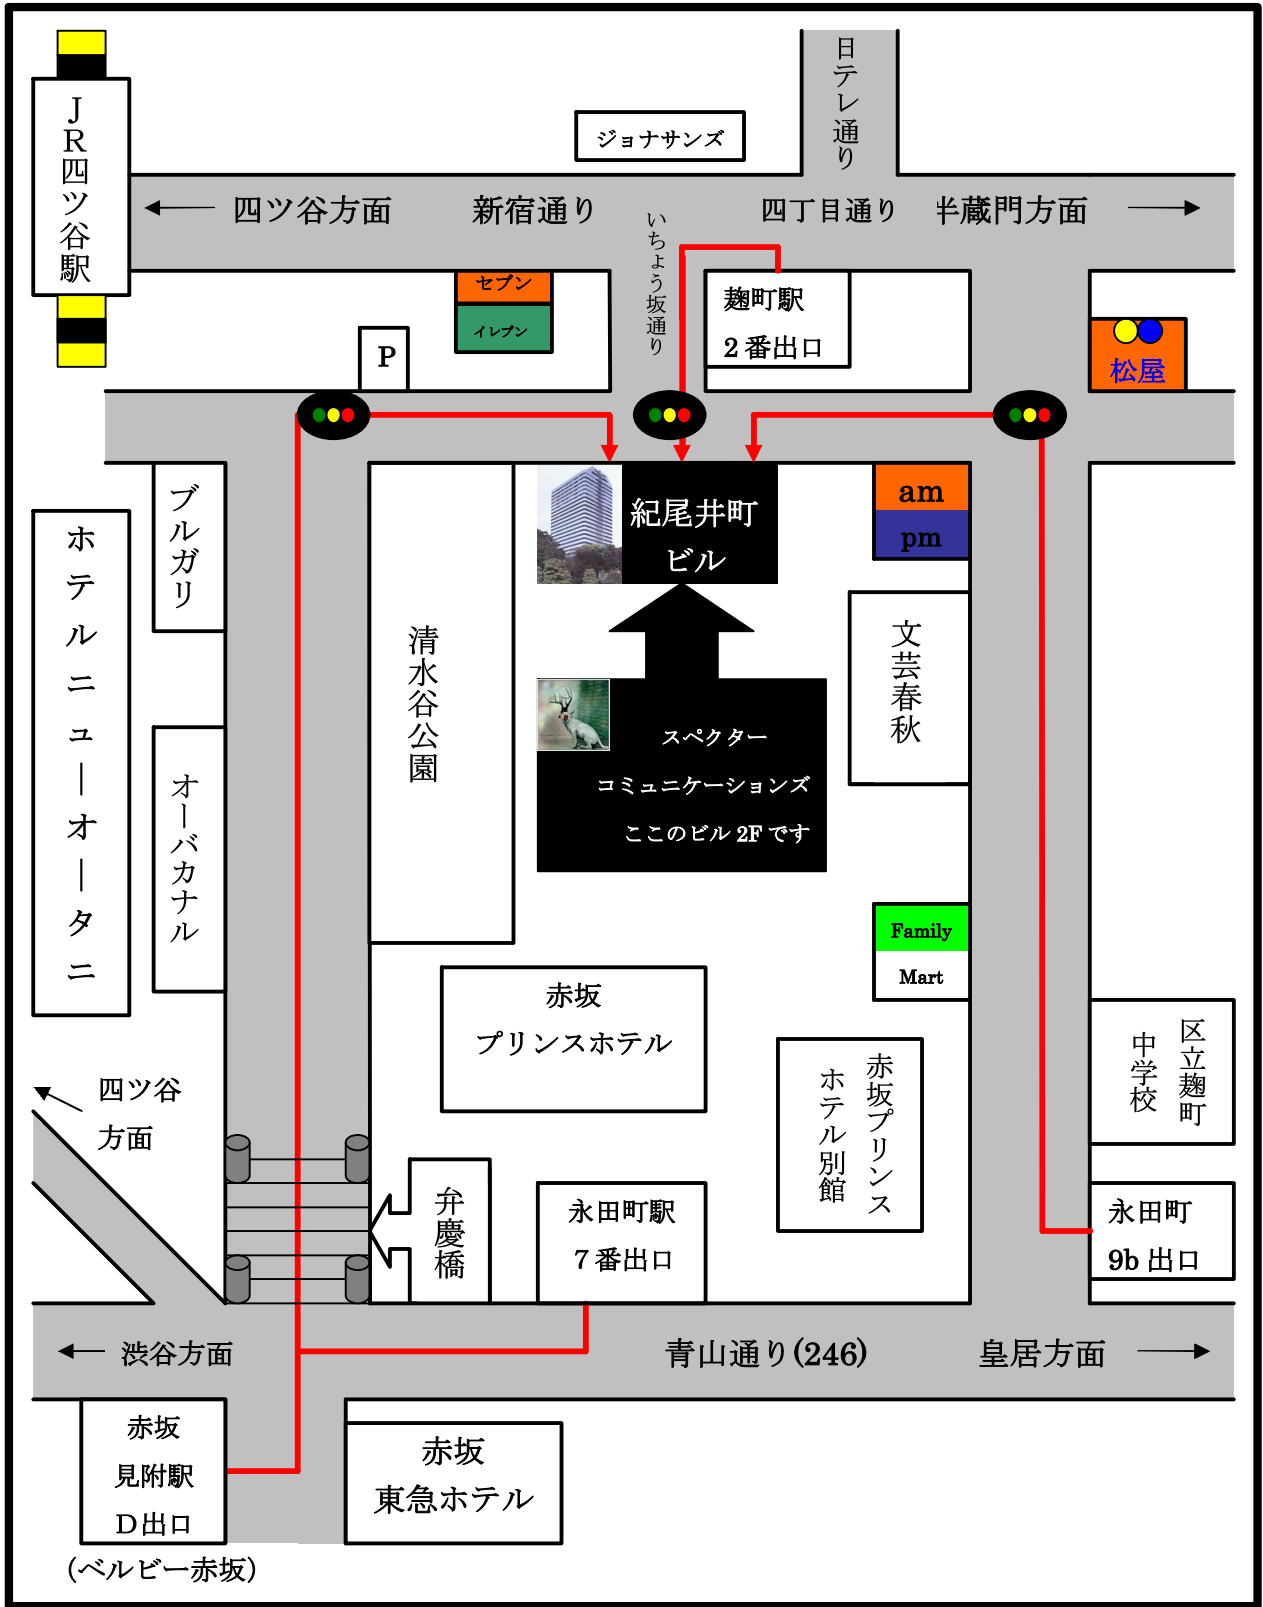 日テレ通り
JR四ツ谷駅
ジョナサンズ
← 四ツ谷方面
新宿通り
四丁目通り
半蔵門方面 →
いちょう坂通り
セブン
イレブン
麹町駅
2番出口
P
松屋
ブルガリ
ホテルニューオータニ
清水谷公園
紀尾井町
ビル
am
pm
文芸春秋
オーバカナル
スペクター
コミュニケーションズ
ここのビル 2F です
Family
Mart
赤坂
プリンスホテル
赤坂プリンス
ホテル別館
区立麹町
中学校
四ツ谷
方面
弁慶橋
永田町駅
7番出口
永田町
9b 出口
← 渋谷方面
青山通り(246)
皇居方面 →
赤坂
見附駅
D出口
(ベルビー赤坂)
赤坂
東急ホテル